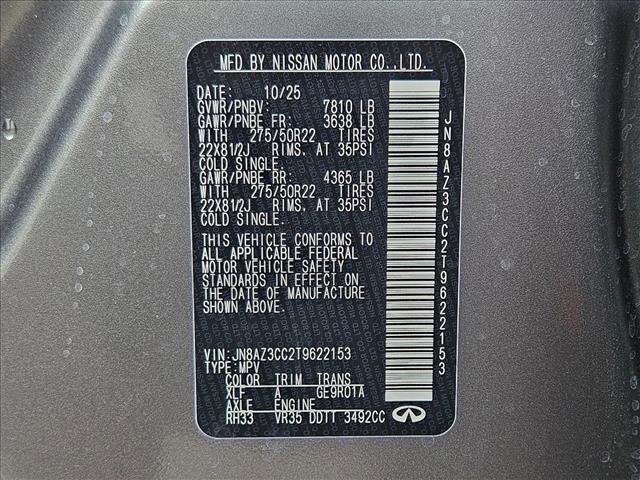 MFD BY NISSAN MOTOR CO.,LTD.
DATE: 10/25
GVWR/PNBV: 7810 LB
GAWR/PNBE FR: 3638 LB
WITH 275/50R22 TIRES
22X81/2J RIMS. AT 35PSI
COLD SINGLE.
GAWR/PNBE RR: 4365 LB
WITH 275/50R22 TIRES
22X81/2J RIMS. AT 35PSI
COLD SINGLE.
THIS VEHICLE CONFORMS TO
ALL APPLICABLE FEDERAL
MOTOR VEHICLE SAFETY
STANDARDS IN EFFECT ON
THE DATE OF MANUFACTURE
SHOWN ABOVE.
VIN:JN8AZ3CC2T9622153
TYPE:MPV
COLOR TRIM TRANS
XLF A GE9R01A
AXLE ENGINE
RH33 VR35 DDTI 3492CC
JN8AZ3CC2T9622153